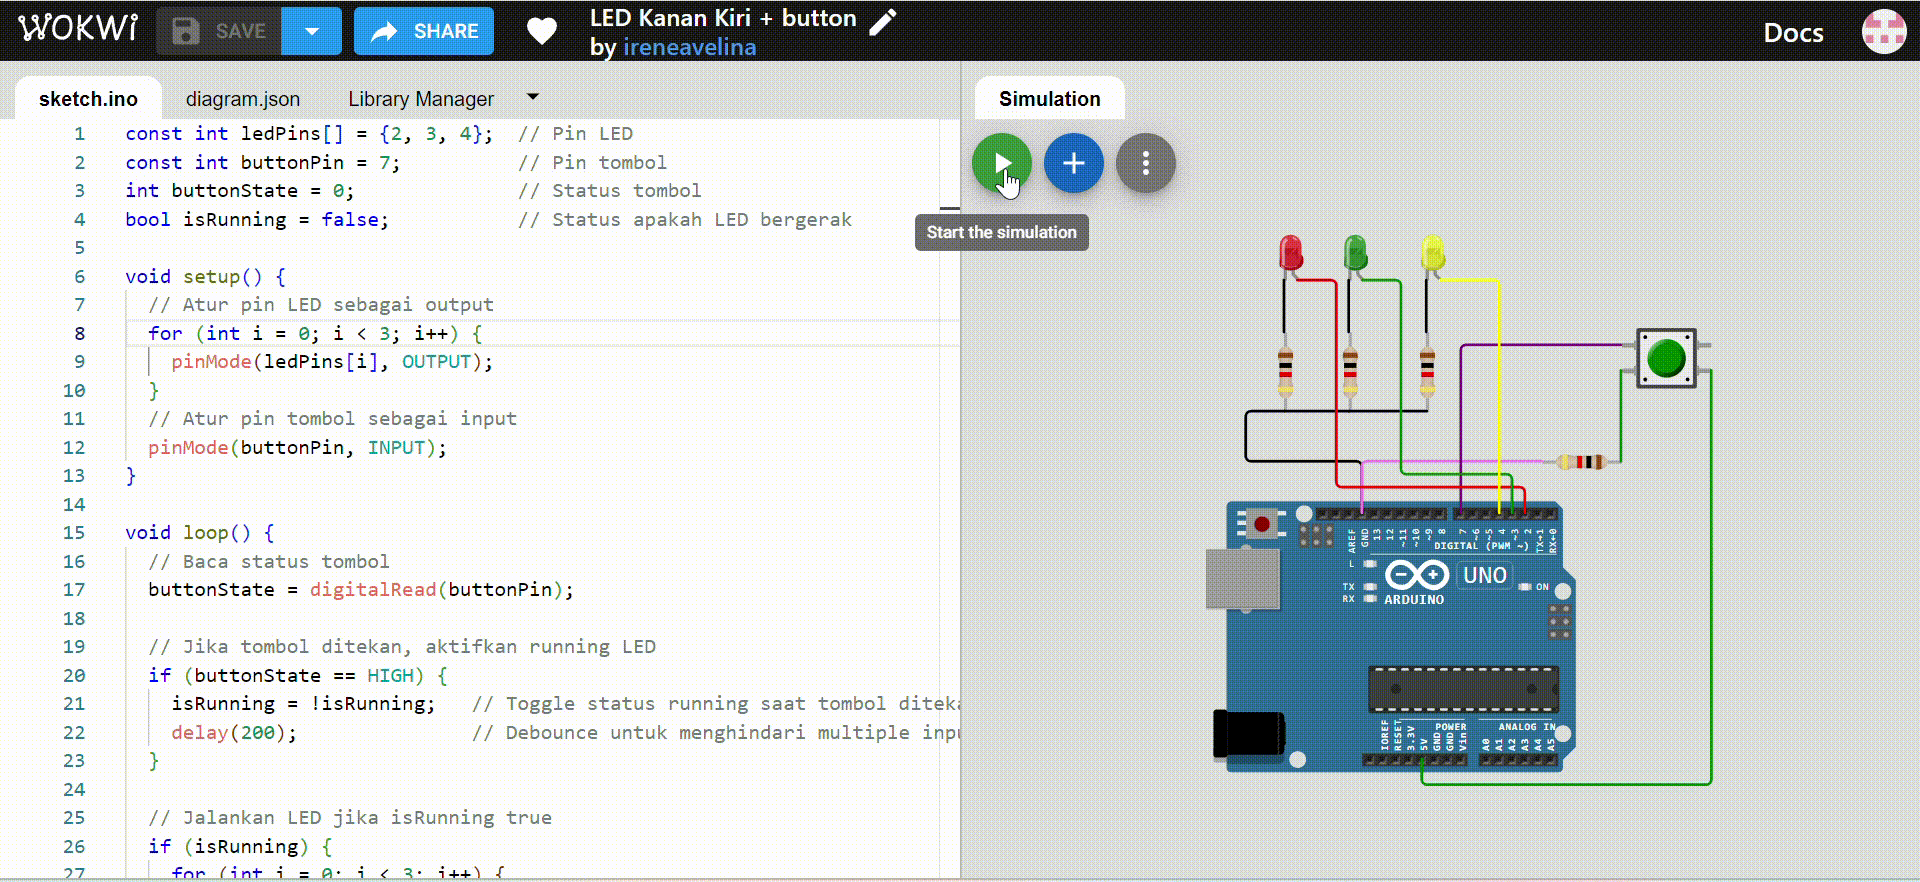 WOKWI
SAVE
SHARE
LED Kanan Kiri + button
by ireneavelina
Docs
sketch.ino
diagram.json
Library Manager
Simulation
Start the simulation
1 const int ledPins[] = {2, 3, 4};  // Pin LED
2 const int buttonPin = 7;          // Pin tombol
3 int buttonState = 0;              // Status tombol
4 bool isRunning = false;           // Status apakah LED bergerak
5
6 void setup() {
7   // Atur pin LED sebagai output
8   for (int i = 0; i < 3; i++) {
9     pinMode(ledPins[i], OUTPUT);
10   }
11   // Atur pin tombol sebagai input
12   pinMode(buttonPin, INPUT);
13 }
14
15 void loop() {
16   // Baca status tombol
17   buttonState = digitalRead(buttonPin);
18
19   // Jika tombol ditekan, aktifkan running LED
20   if (buttonState == HIGH) {
21     isRunning = !isRunning;   // Toggle status running saat tombol diteka
22     delay(200);               // Debounce untuk menghindari multiple inpu
23   }
24
25   // Jalankan LED jika isRunning true
26   if (isRunning) {
27     for (int i = 0; i < 3; i++) {
AREF GND 13 12 ~11 ~10 ~9 8 7 ~6 ~5 4 ~3 2 TX→1 RX←0
DIGITAL (PWM ~)
L
TX
RX
ARDUINO
UNO
ON
POWER
ANALOG IN
IOREF RESET 3.3V 5V GND GND Vin A0 A1 A2 A3 A4 A5